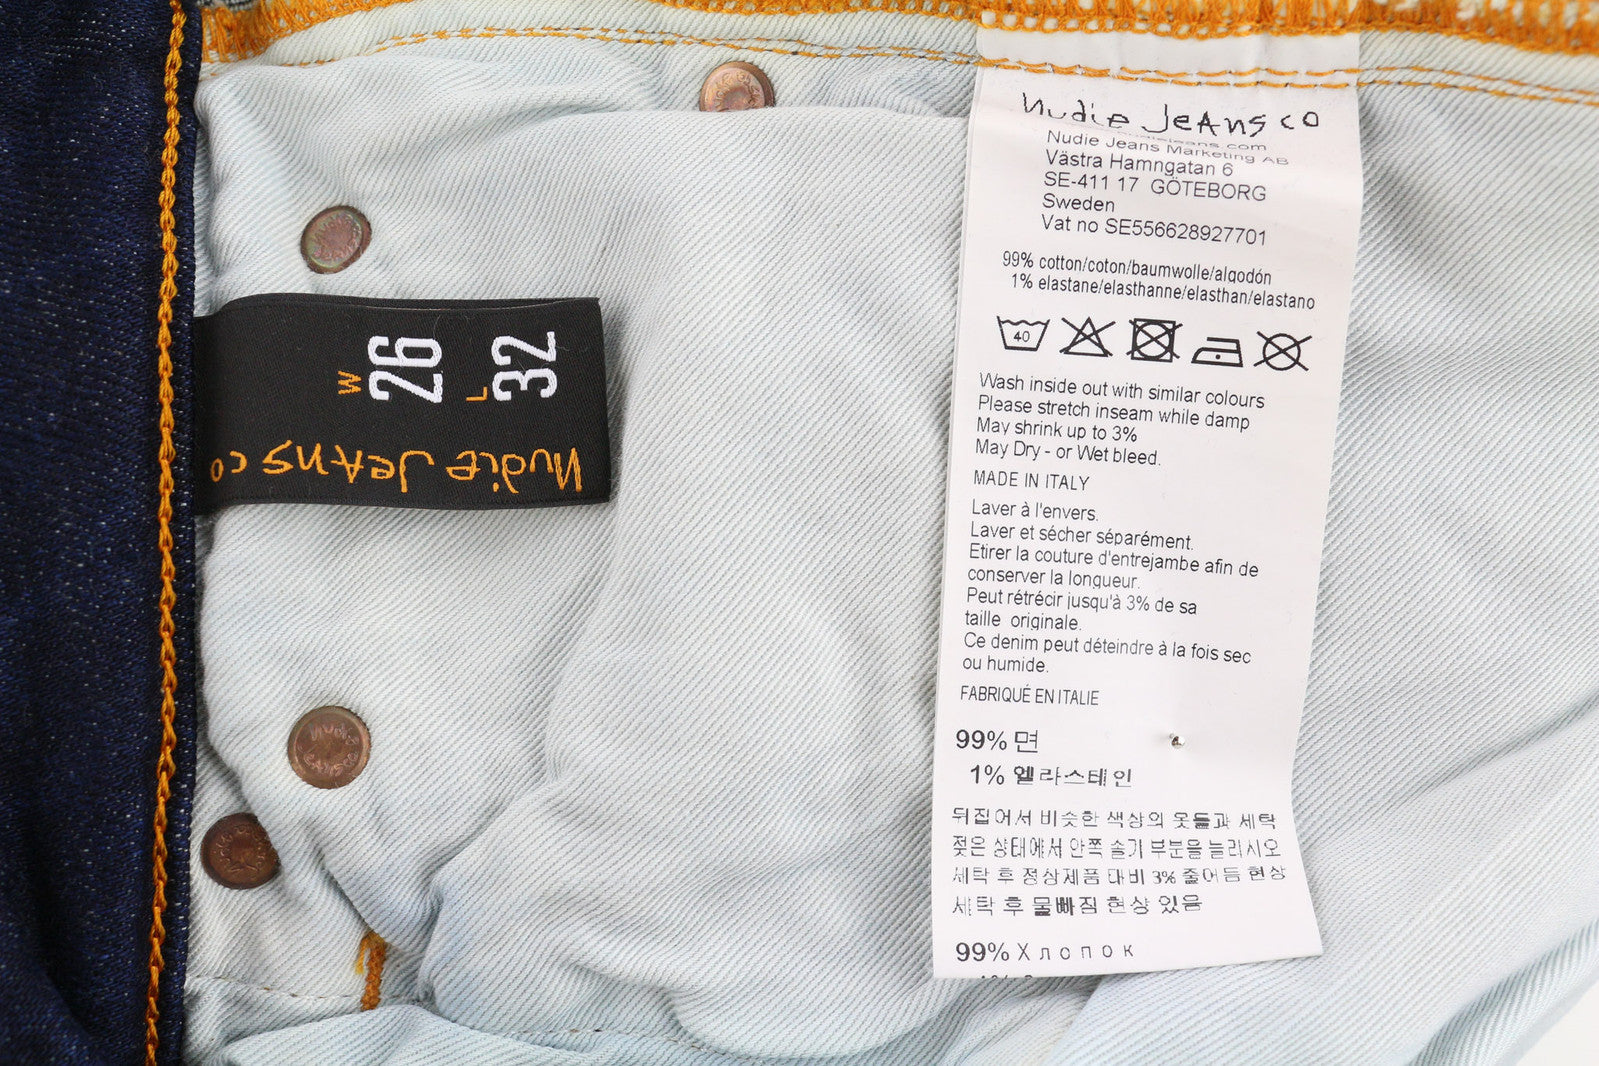 W
26
L
32
nudie JeAns co
nudie JeAns co
Nudie Jeans Marketing AB
Västra Hamngatan 6
SE-411 17 GÖTEBORG
Sweden
Vat no SE556628927701
99% cotton/coton/baumwolle/algodón
1% elastane/elasthanne/elasthan/elastano
40
Wash inside out with similar colours
Please stretch inseam while damp
May shrink up to 3%
May Dry - or Wet bleed.
MADE IN ITALY
Laver à l'envers.
Laver et sécher séparément.
Etirer la couture d'entrejambe afin de
conserver la longueur.
Peut rétrécir jusqu'à 3% de sa
taille originale.
Ce denim peut déteindre à la fois sec
ou humide.
FABRIQUÉ EN ITALIE
99% 면
1% 엘라스테인
뒤집어서 비슷한 색상의 옷들과 세탁
젖은 상태에서 안쪽 솔기 부분을 늘리시오
세탁 후 정상제품 대비 3% 줄어듬 현상
세탁 후 물빠짐 현상 있음
99% Хлопок